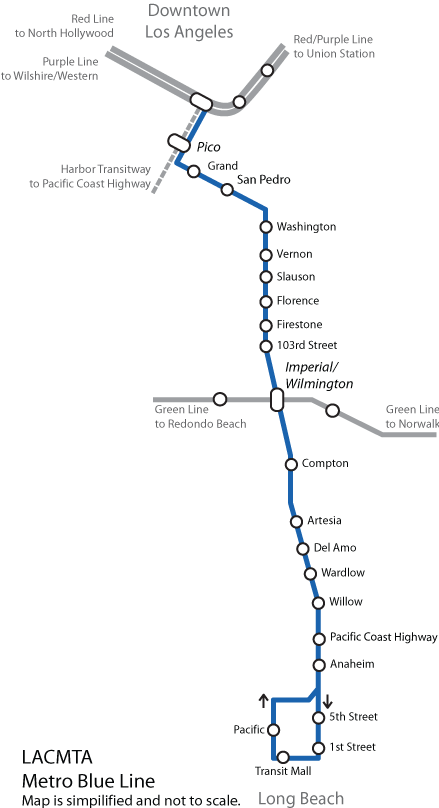 Downtown
Los Angeles
Red Line
to North Hollywood
Purple Line
to Wilshire/Western
Red/Purple Line
to Union Station
Pico
Harbor Transitway
to Pacific Coast Highway
Grand
San Pedro
Washington
Vernon
Slauson
Florence
Firestone
103rd Street
Imperial/
Wilmington
Green Line
to Redondo Beach
Green Line
to Norwalk
Compton
Artesia
Del Amo
Wardlow
Willow
Pacific Coast Highway
Anaheim
5th Street
Pacific
1st Street
Transit Mall
Long Beach
LACMTA
Metro Blue Line
Map is simpilified and not to scale.